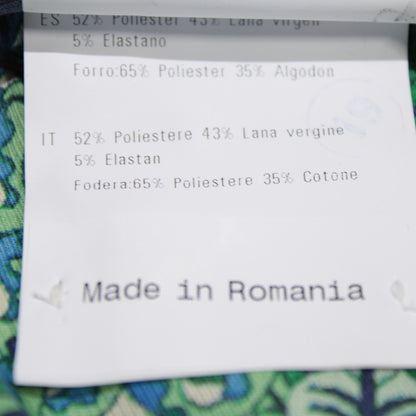 ES 52% Poliester 43% Lana virgen
5% Elastano
Forro:65% Poliester 35% Algodon
IT 52% Poliestere 43% Lana vergine
5% Elastan
Fodera:65% Poliestere 35% Cotone
Made in Romania